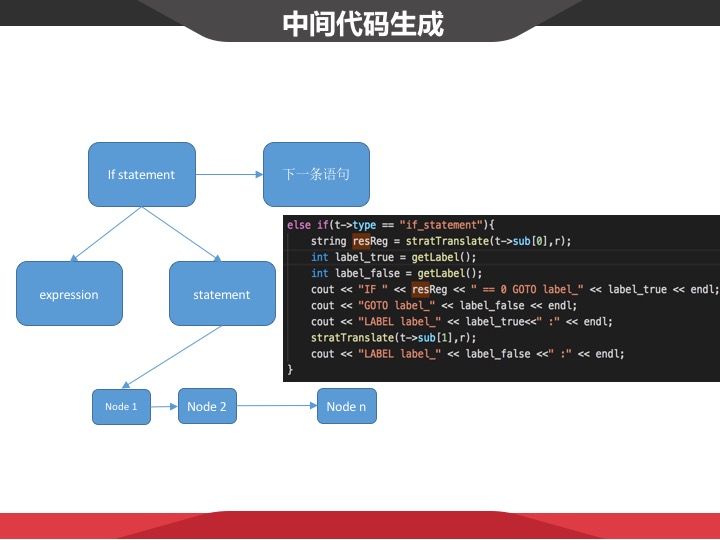 中间代码生成
If statement
下一条语句
else if(t->type == "if_statement"){
string resReg = stratTranslate(t->sub[0],r);
int label_true = getLabel();
int label_false = getLabel();
cout << "IF " << resReg << " == 0 GOTO label_" << label_true << endl;
cout << "GOTO label_" << label_false << endl;
cout << "LABEL label_" << label_true<<" :" << endl;
stratTranslate(t->sub[1],r);
cout << "LABEL label_" << label_false <<" :" << endl;
}
expression
statement
Node 1
Node 2
Node n